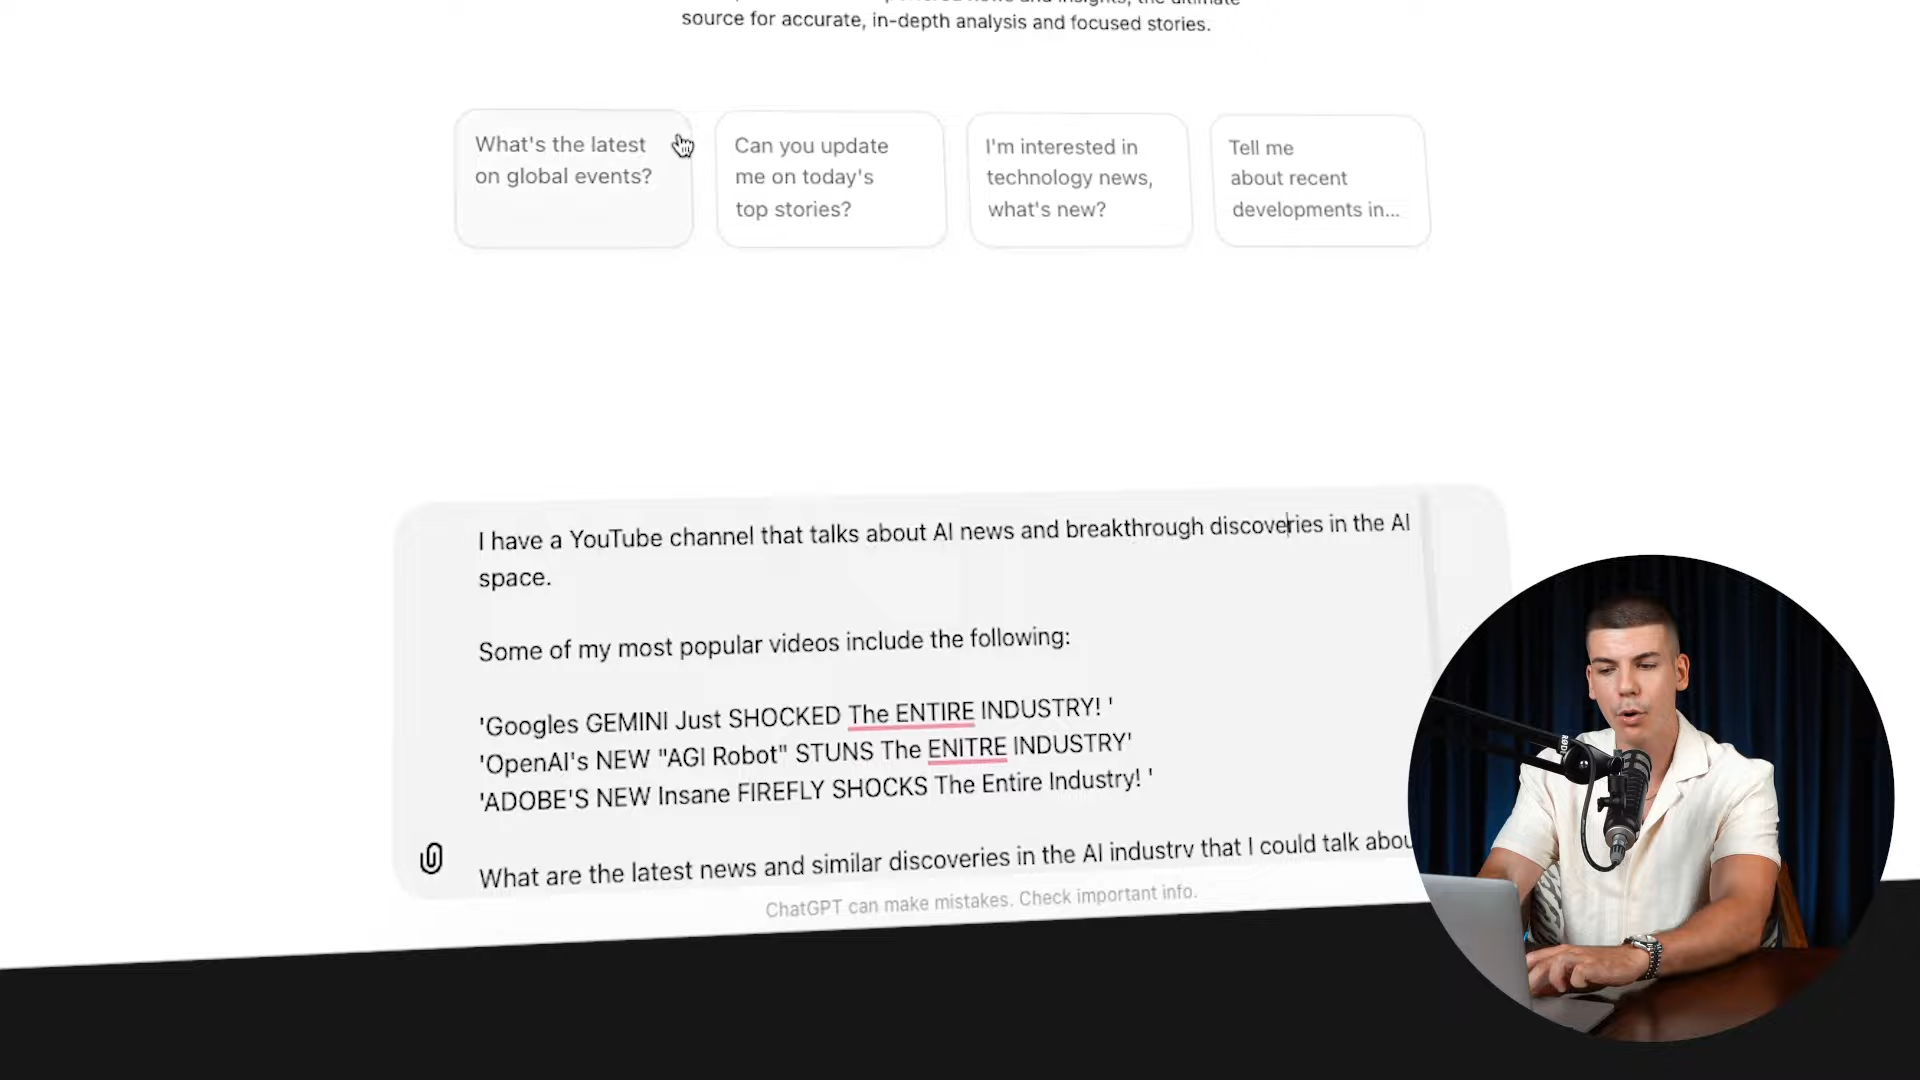 source for accurate, in-depth analysis and focused stories.
What's the latest
on global events?
Can you update
me on today's
top stories?
I'm interested in
technology news,
what's new?
Tell me
about recent
developments in...
I have a YouTube channel that talks about AI news and breakthrough discoveries in the AI
space.
Some of my most popular videos include the following:
'Googles GEMINI Just SHOCKED The ENTIRE INDUSTRY! '
'OpenAI's NEW "AGI Robot" STUNS The ENITRE INDUSTRY'
'ADOBE'S NEW Insane FIREFLY SHOCKS The Entire Industry! '
What are the latest news and similar discoveries in the AI industry that I could talk
ChatGPT can make mistakes. Check important info.
RØDE